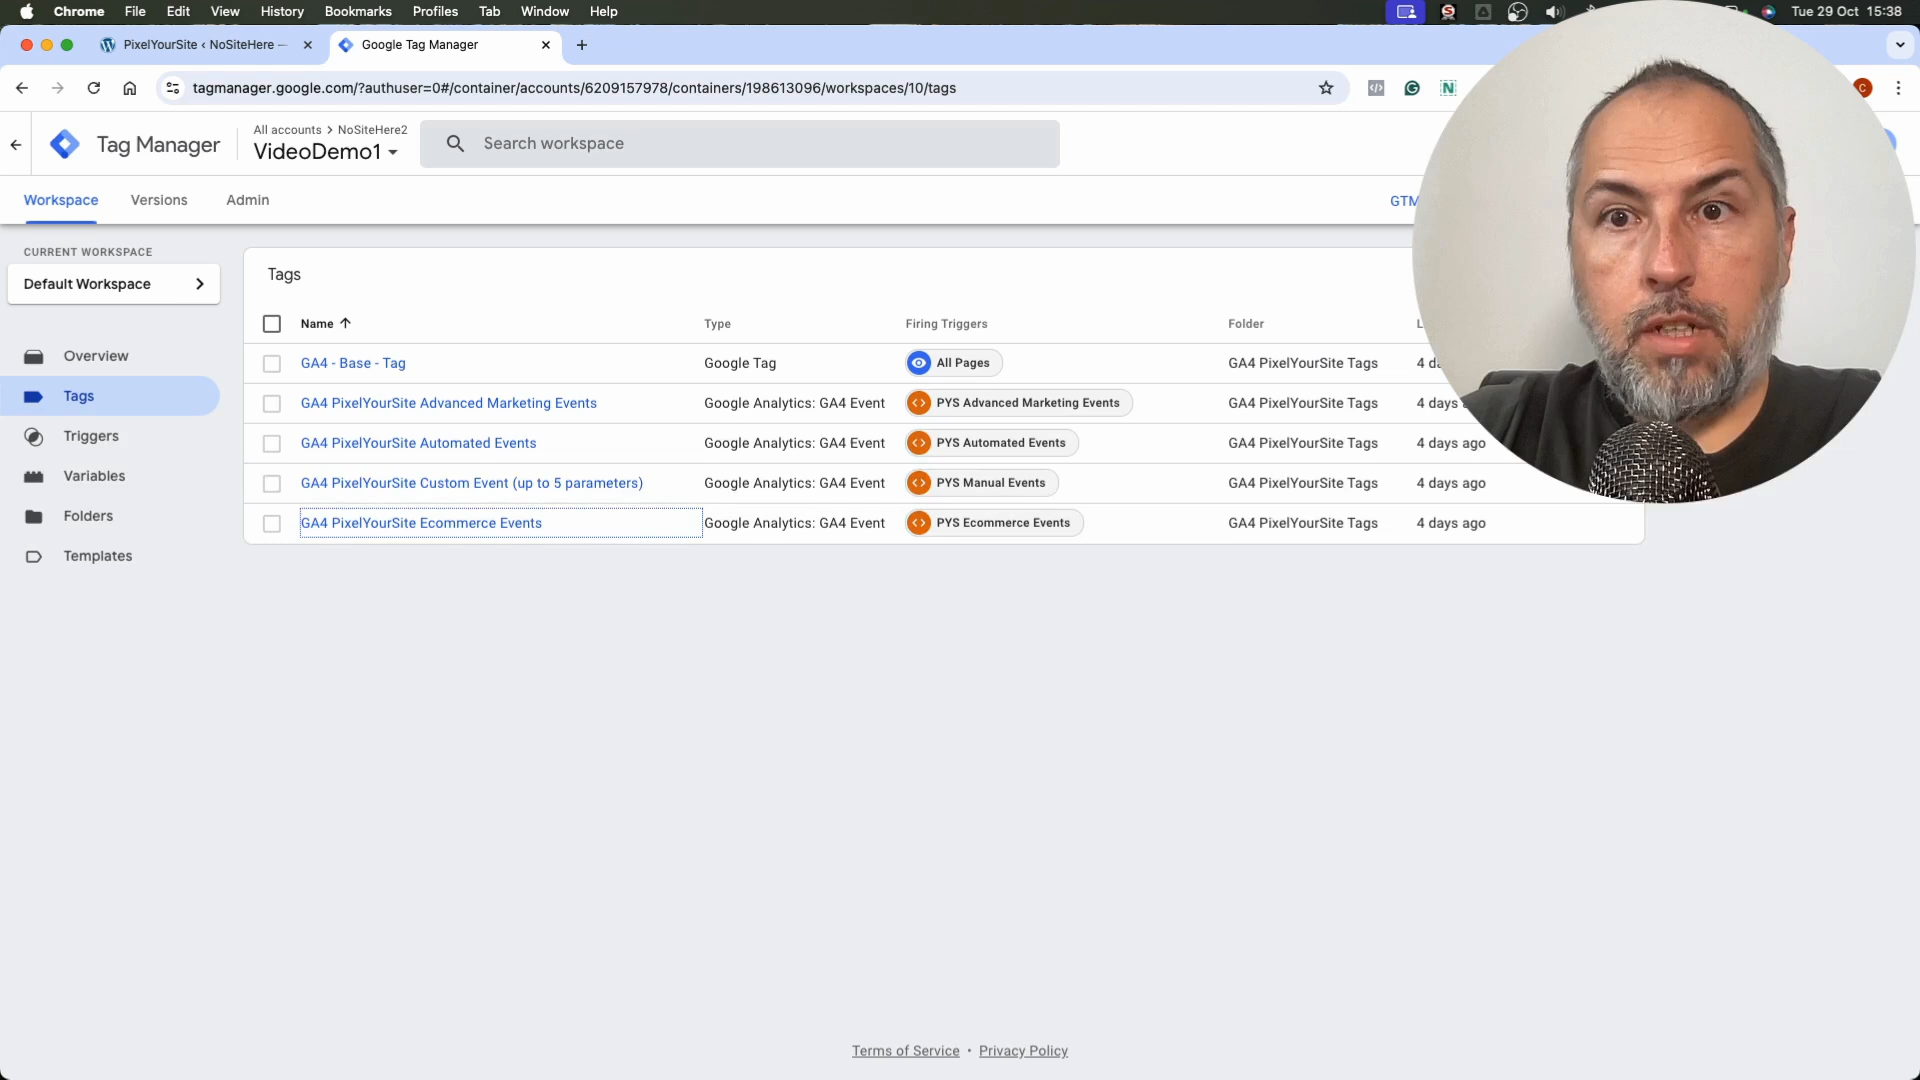 Chrome File Edit View History Bookmarks Profiles Tab Window Help Tue 29 Oct 15:38
PixelYourSite ‹ NoSiteHere —
Google Tag Manager
tagmanager.google.com/?authuser=0#/container/accounts/6209157978/containers/198613096/workspaces/10/tags
N
C
Tag Manager
All accounts > NoSiteHere2
VideoDemo1
Search workspace
Workspace Versions Admin GTM
CURRENT WORKSPACE
Default Workspace
Overview
Tags
Triggers
Variables
Folders
Templates
Tags
Name Type Firing Triggers Folder
GA4 - Base - Tag Google Tag All Pages GA4 PixelYourSite Tags 4
GA4 PixelYourSite Advanced Marketing Events Google Analytics: GA4 Event PYS Advanced Marketing Events GA4 PixelYourSite Tags 4 days
GA4 PixelYourSite Automated Events Google Analytics: GA4 Event PYS Automated Events GA4 PixelYourSite Tags 4 days ago
GA4 PixelYourSite Custom Event (up to 5 parameters) Google Analytics: GA4 Event PYS Manual Events GA4 PixelYourSite Tags 4 days ago
GA4 PixelYourSite Ecommerce Events Google Analytics: GA4 Event PYS Ecommerce Events GA4 PixelYourSite Tags 4 days ago
Terms of Service • Privacy Policy